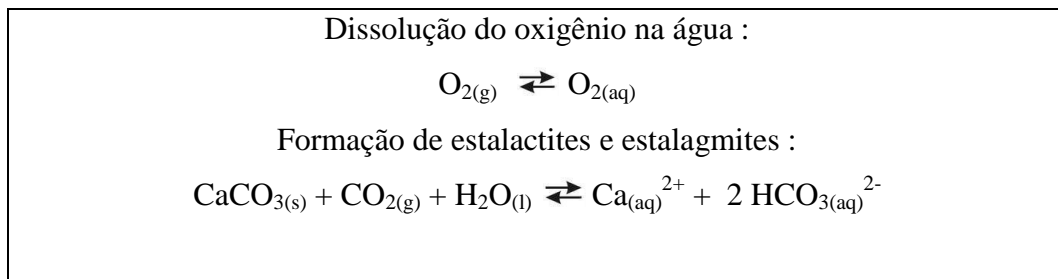 Dissolução do oxigênio na água :
O₂₍g₎ ⇄ O₂₍aq₎
Formação de estalactites e estalagmites :
CaCO₃₍s₎ + CO₂₍g₎ + H₂O₍l₎ ⇄ Ca₍aq₎²⁺ + 2 HCO₃₍aq₎²⁻